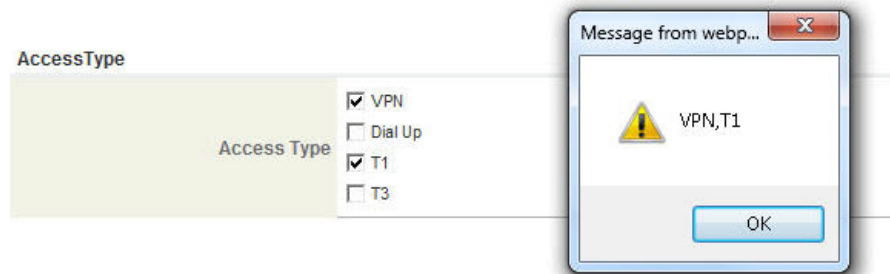 AccessType
Access Type
VPN
Dial Up
T1
T3
Message from webp...
VPN,T1
OK